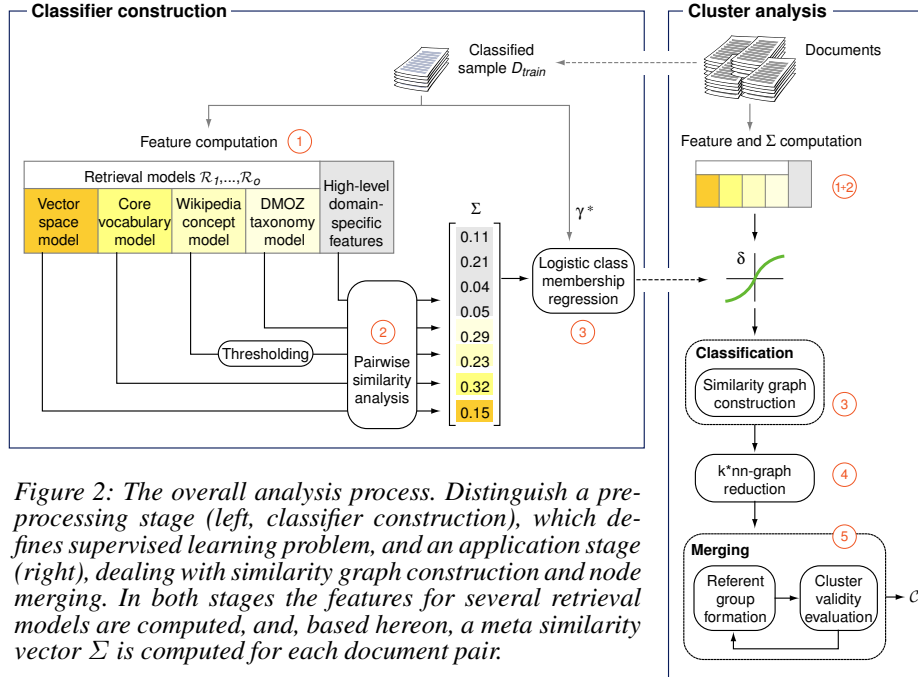 Classifier construction
Classified
sample D_train
Feature computation
1
Retrieval models R_1,...,R_o
High-level
domain-
specific
features
Vector
space
model
Core
vocabulary
model
Wikipedia
concept
model
DMOZ
taxonomy
model
Thresholding
2
Pairwise
similarity
analysis
Σ
0.11
0.21
0.04
0.05
0.29
0.23
0.32
0.15
γ*
Logistic class
membership
regression
3
Cluster analysis
Documents
Feature and Σ computation
1+2
δ
Classification
Similarity graph
construction
3
k*nn-graph
reduction
4
5
Merging
Referent
group
formation
Cluster
validity
evaluation
C
Figure 2: The overall analysis process. Distinguish a pre-
processing stage (left, classifier construction), which de-
fines supervised learning problem, and an application stage
(right), dealing with similarity graph construction and node
merging. In both stages the features for several retrieval
models are computed, and, based hereon, a meta similarity
vector Σ is computed for each document pair.